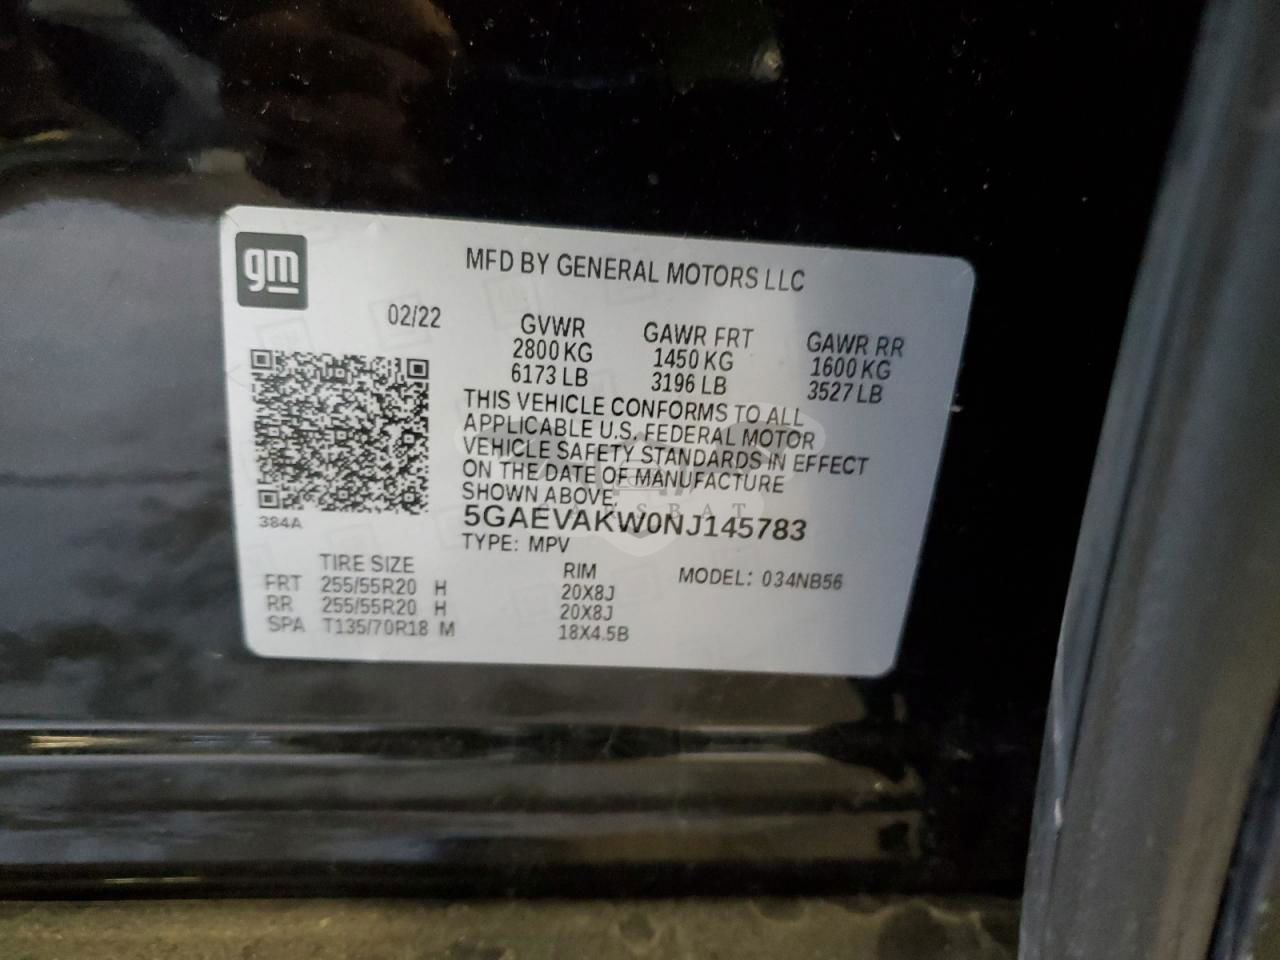 gm
MFD BY GENERAL MOTORS LLC
02/22
GVWR GAWR FRT GAWR RR
2800 KG 1450 KG 1600 KG
6173 LB 3196 LB 3527 LB
THIS VEHICLE CONFORMS TO ALL
APPLICABLE U.S. FEDERAL MOTOR
VEHICLE SAFETY STANDARDS IN EFFECT
ON THE DATE OF MANUFACTURE
SHOWN ABOVE.
CARSBAT
5GAEVAKW0NJ145783
384A
TYPE: MPV
MODEL: 034NB56
TIRE SIZE RIM
FRT 255/55R20 H 20X8J
RR 255/55R20 H 20X8J
SPA T135/70R18 M 18X4.5B